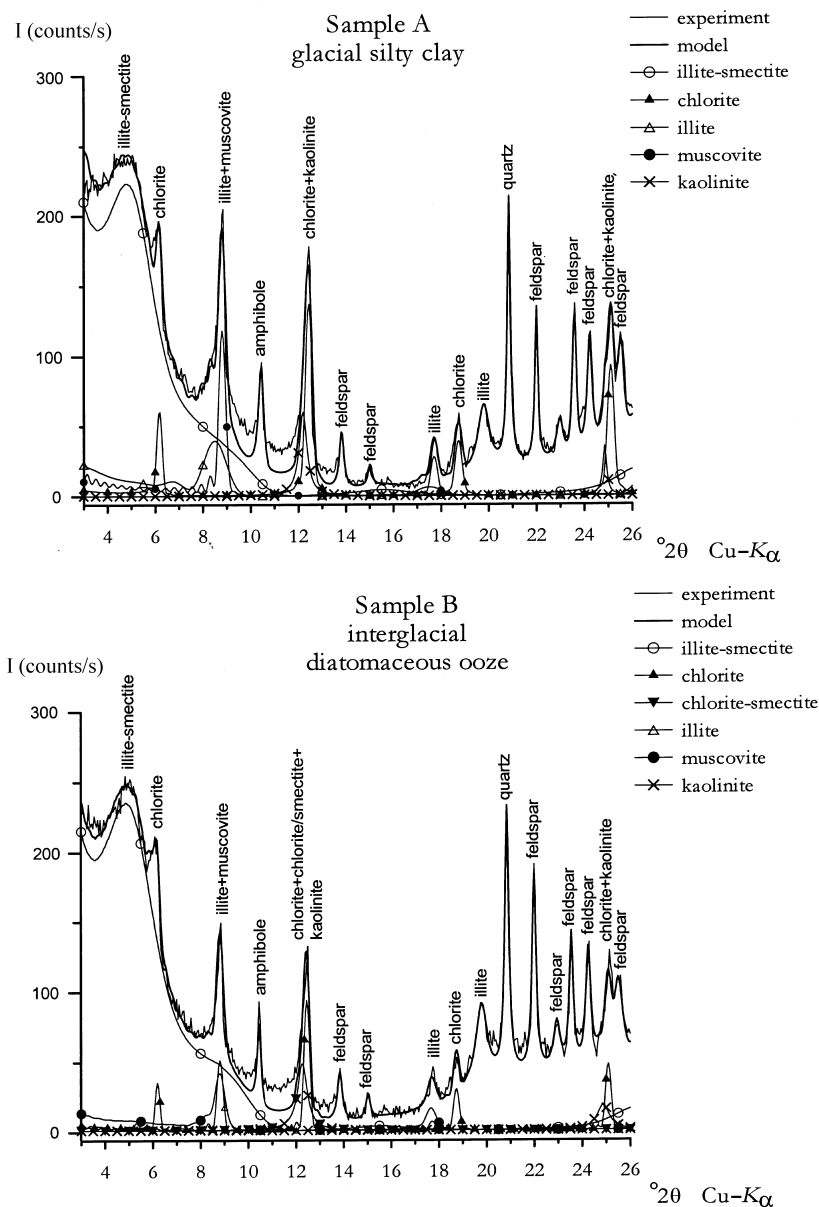 Sample A
glacial silty clay
I (counts/s)
experiment
model
illite-smectite
chlorite
illite
muscovite
kaolinite
300
200
100
0
illite-smectite
chlorite
illite+muscovite
amphibole
chlorite+kaolinite
feldspar
feldspar
illite
chlorite
illite
quartz
feldspar
feldspar
feldspar
chlorite+kaolinite,
feldspar
4 6 8 10 12 14 16 18 20 22 24 26
°2θ Cu-Kα
Sample B
interglacial
diatomaceous ooze
I (counts/s)
experiment
model
illite-smectite
chlorite
chlorite-smectite
illite
muscovite
kaolinite
300
200
100
0
illite-smectite
chlorite
illite+muscovite
amphibole
chlorite+chlorite/smectite+
kaolinite
feldspar
feldspar
illite
chlorite
illite
quartz
feldspar
feldspar
feldspar
feldspar
chlorite+kaolinite
feldspar
4 6 8 10 12 14 16 18 20 22 24 26
°2θ Cu-Kα